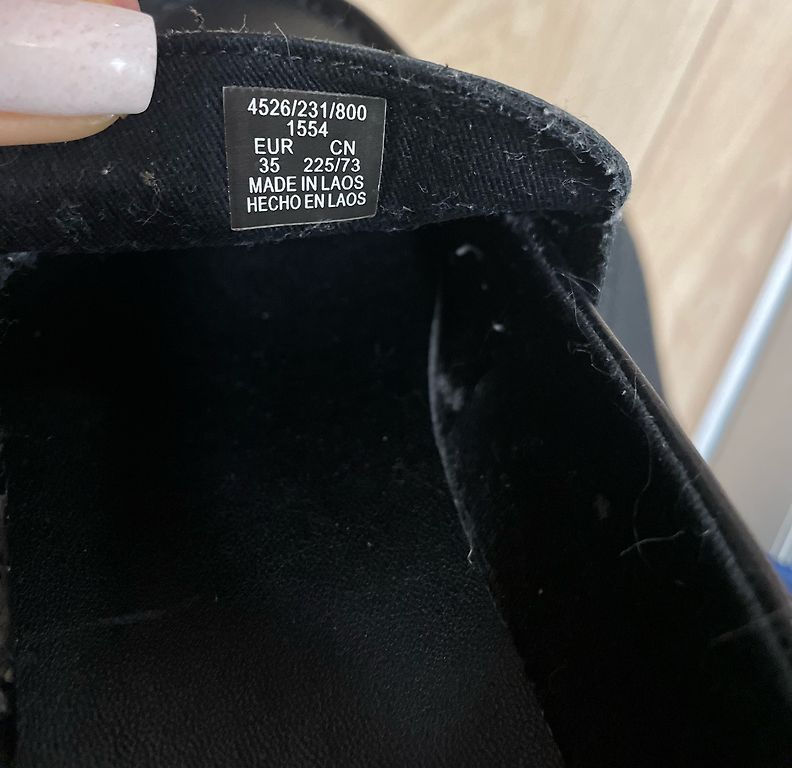 4526/231/800
1554
EUR CN
35 225/73
MADE IN LAOS
HECHO EN LAOS